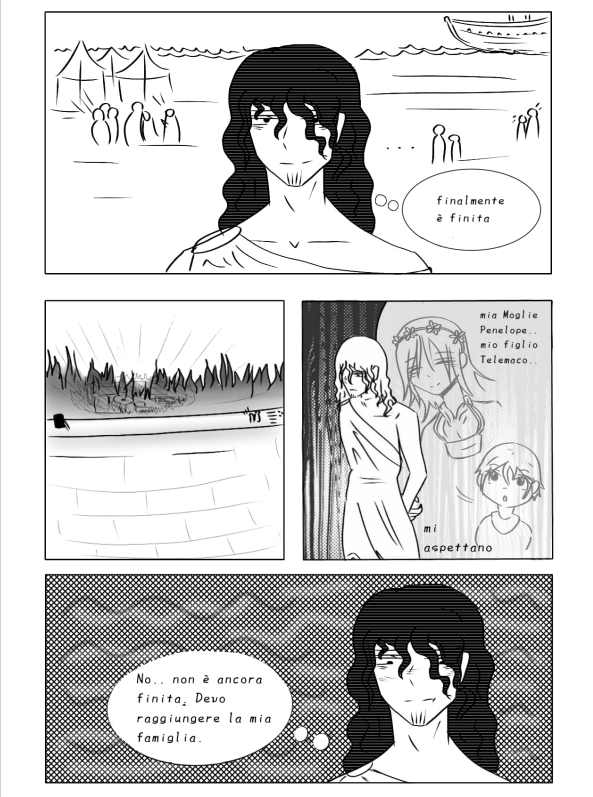 finalmente
è finita
mia Moglie
Penelope..
mio figlio
Telemaco..
mi
aspettano
No.. non è ancora
finita, Devo
raggiungere la mia
famiglia.